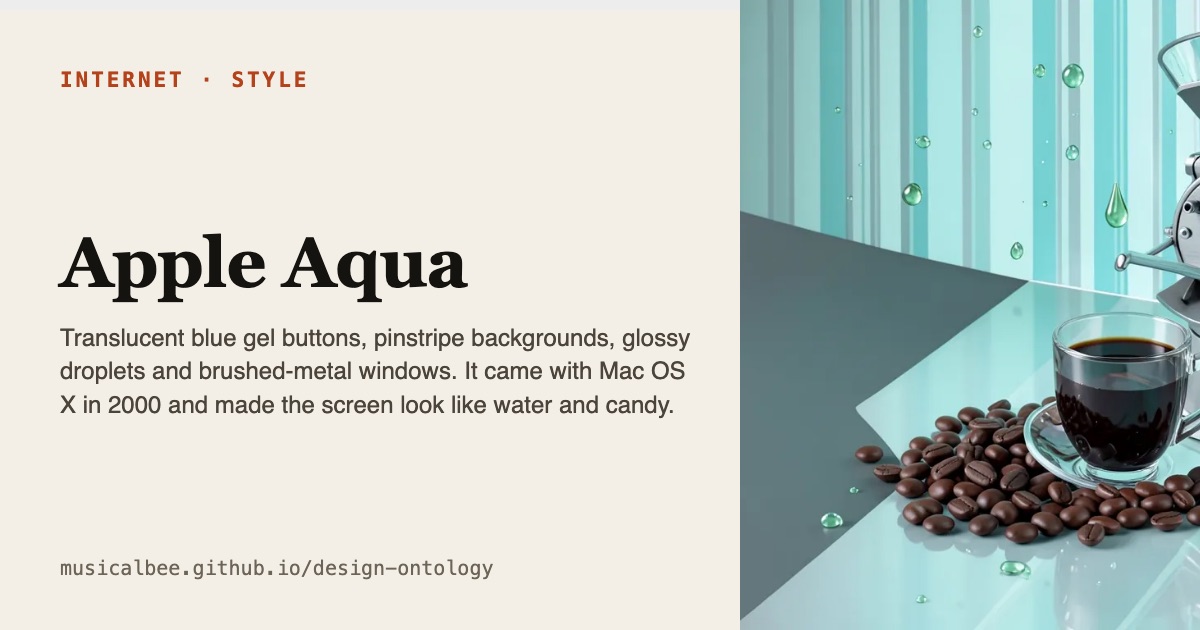 INTERNET · STYLE
Apple Aqua
Translucent blue gel buttons, pinstripe backgrounds, glossy
droplets and brushed-metal windows. It came with Mac OS
X in 2000 and made the screen look like water and candy.
musicalbee.github.io/design-ontology